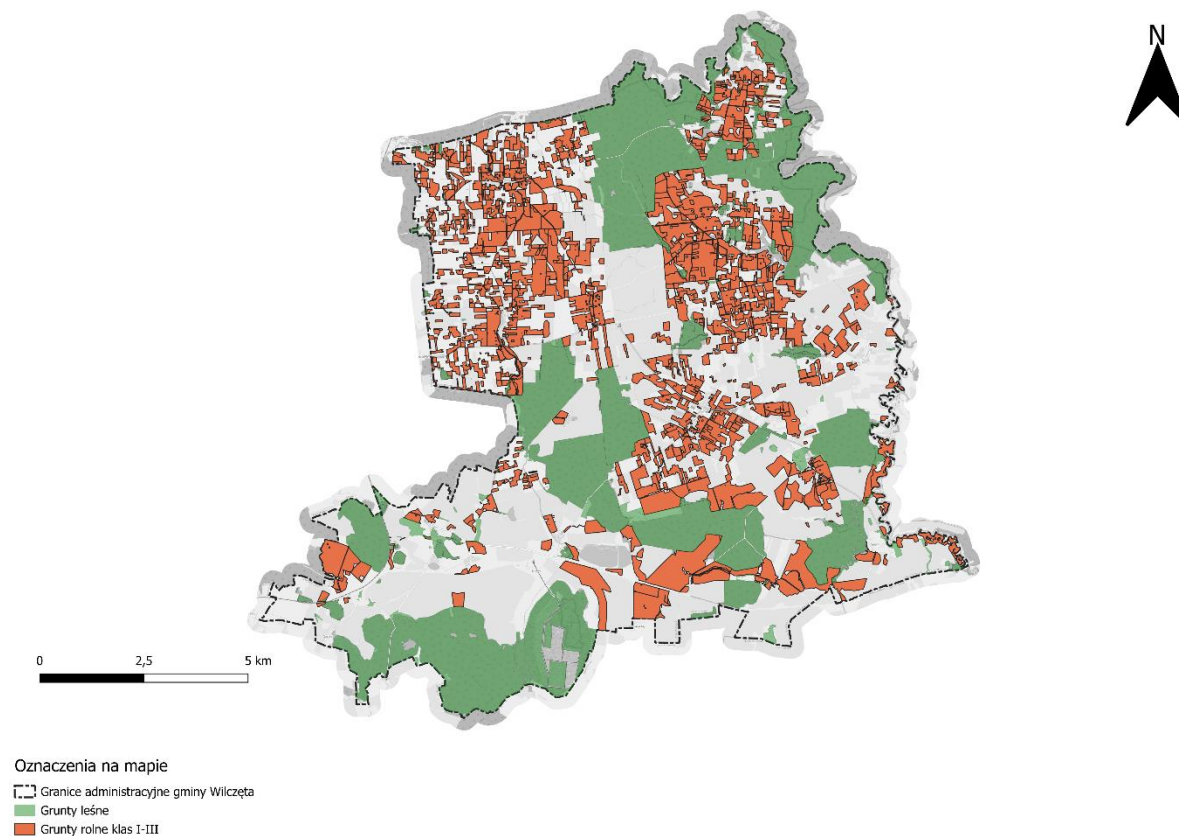 N
0 2,5 5 km
Oznaczenia na mapie
Granice administracyjne gminy Wilczęta
Grunty leśne
Grunty rolne klas I-III